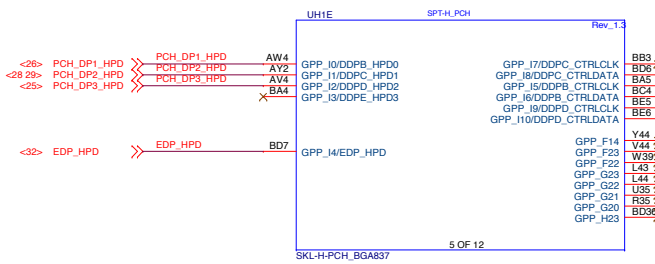 UH1E SPT-H_PCH
Rev_1.3
<26> PCH_DP1_HPD PCH_DP1_HPD AW4 GPP_I0/DDPB_HPD0 GPP_I7/DDPC_CTRLCLK BB3
<28 29> PCH_DP2_HPD PCH_DP2_HPD AY2 GPP_I1/DDPC_HPD1 GPP_I8/DDPC_CTRLDATA BD6
<25> PCH_DP3_HPD PCH_DP3_HPD AV4 GPP_I2/DDPD_HPD2 GPP_I5/DDPB_CTRLCLK BA5
BA4 GPP_I3/DDPE_HPD3 GPP_I6/DDPB_CTRLDATA BC4
GPP_I9/DDPD_CTRLCLK BE5
GPP_I10/DDPD_CTRLDATA BE6
GPP_F14 Y44
<32> EDP_HPD EDP_HPD BD7 GPP_I4/EDP_HPD GPP_F23 V44
GPP_F22 W39
GPP_G23 L43
GPP_G22 L44
GPP_G21 U35
GPP_G20 R35
GPP_H23 BD36
5 OF 12
SKL-H-PCH_BGA837